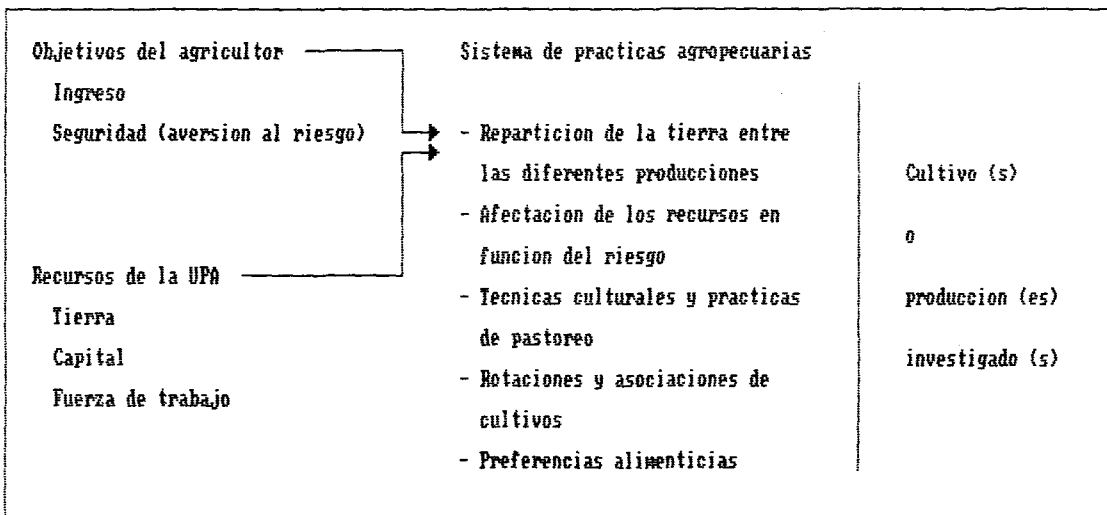 Objetivos del agricultor
Ingreso
Seguridad (aversion al riesgo)
Recursos de la UPA
Tierra
Capital
Fuerza de trabajo
Sistema de practicas agropecuarias
- Reparticion de la tierra entre
las diferentes producciones
- Afectacion de los recursos en
funcion del riesgo
- Tecnicas culturales y practicas
de pastoreo
- Rotaciones y asociaciones de
cultivos
- Preferencias alimenticias
Cultivo (s)
o
produccion (es)
investigado (s)